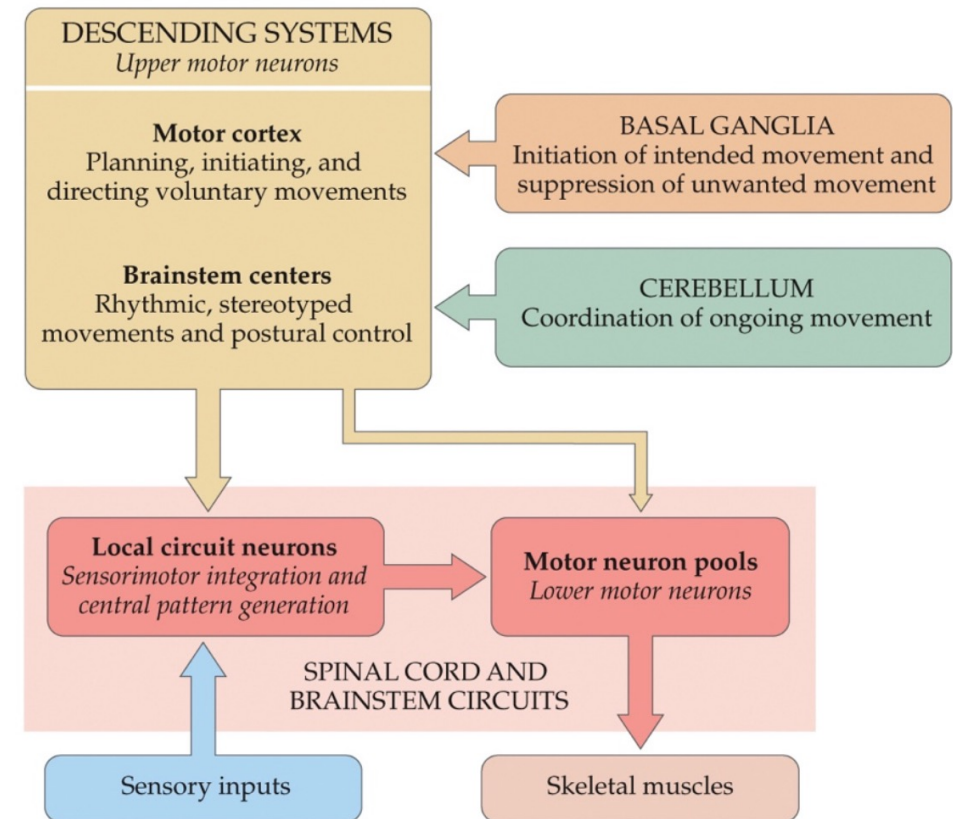 DESCENDING SYSTEMS
Upper motor neurons
Motor cortex
Planning, initiating, and
directing voluntary movements
Brainstem centers
Rhythmic, stereotyped
movements and postural control
BASAL GANGLIA
Initiation of intended movement and
suppression of unwanted movement
CEREBELLUM
Coordination of ongoing movement
Local circuit neurons
Sensorimotor integration and
central pattern generation
Motor neuron pools
Lower motor neurons
SPINAL CORD AND
BRAINSTEM CIRCUITS
Sensory inputs
Skeletal muscles